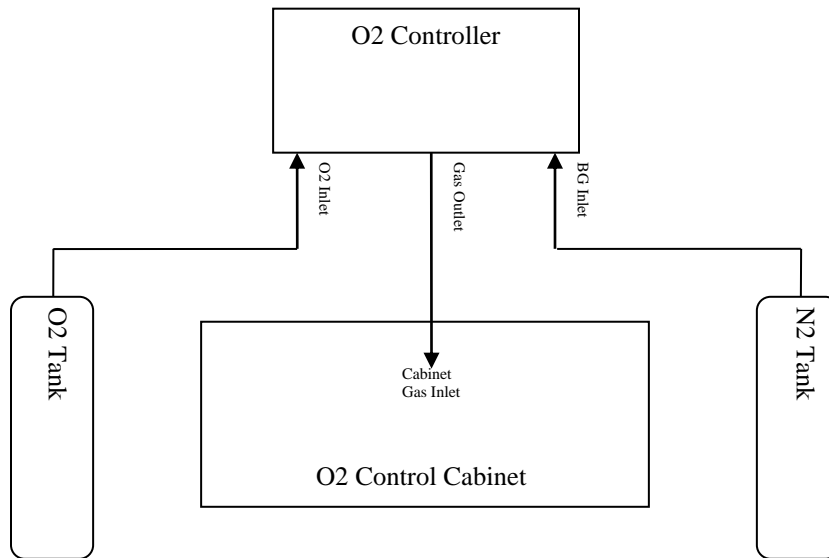 O2 Controller
O2 Inlet
Gas Outlet
BG Inlet
O2 Tank
N2 Tank
Cabinet
Gas Inlet
O2 Control Cabinet